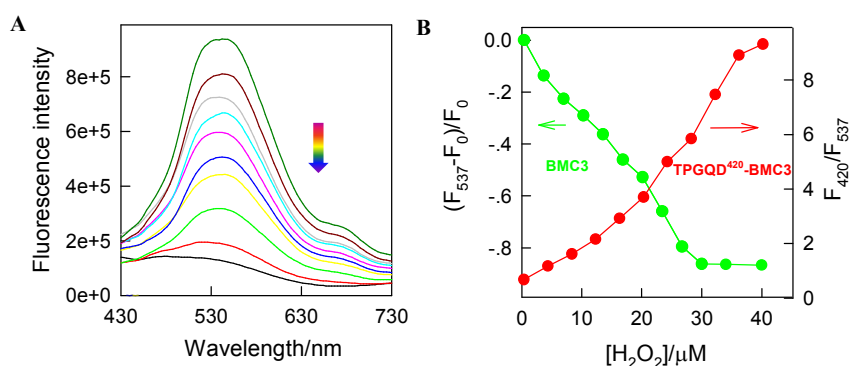 A
Fluorescence intensity
8e+5
6e+5
4e+5
2e+5
0e+0
430 530 630 730
Wavelength/nm
B
(F₅₃₇-F₀)/F₀
0.0
-.2
-.4
-.6
-.8
BMC3
TPGQD⁴²⁰-BMC3
8
6
4
2
0
F₄₂₀/F₅₃₇
0 10 20 30 40
[H₂O₂]/μM